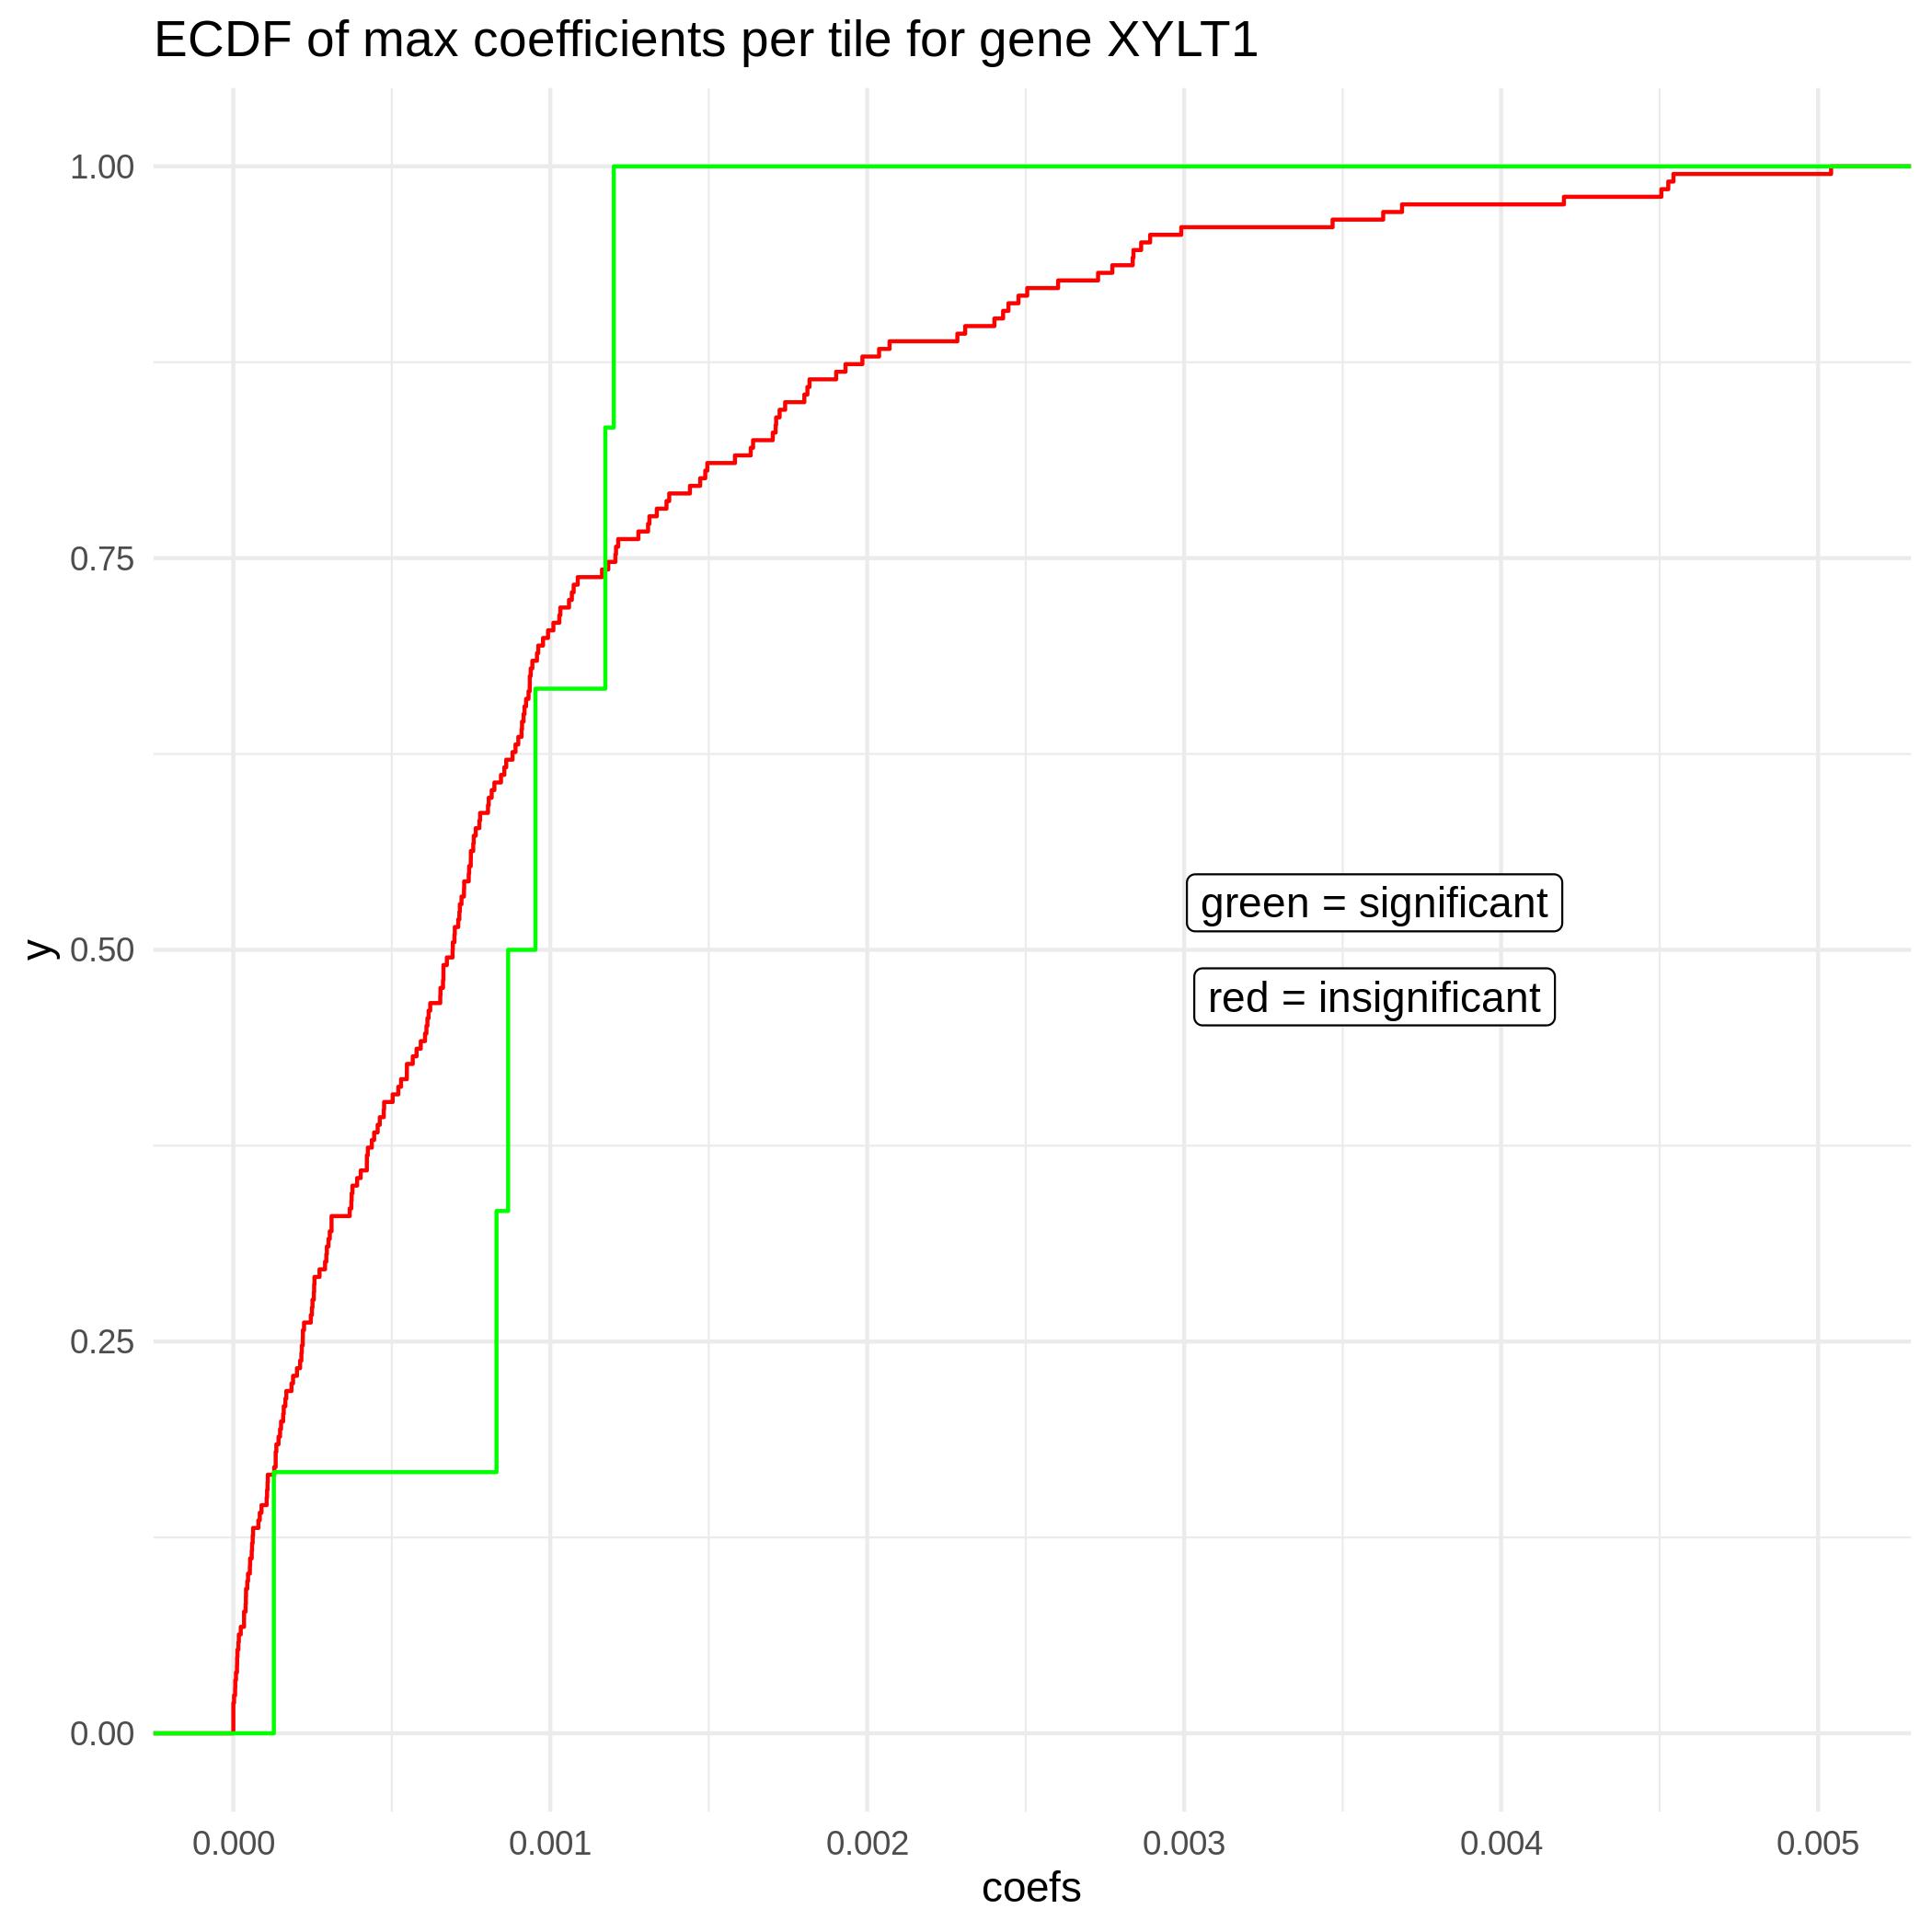 ECDF of max coefficients per tile for gene XYLT1
1.00
0.75
0.50
0.25
0.00
y
green = significant
red = insignificant
0.000 0.001 0.002 0.003 0.004 0.005
coefs